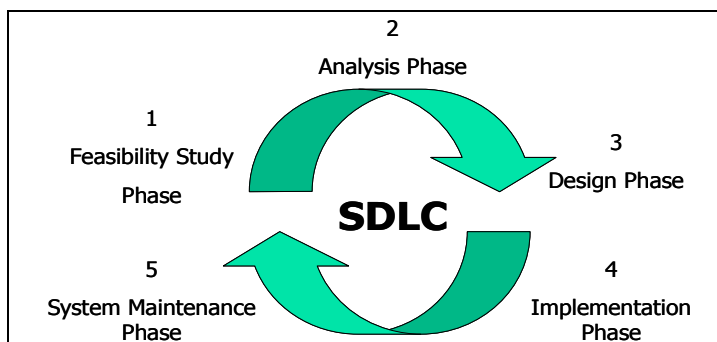 2
Analysis Phase
1
Feasibility Study
Phase
3
Design Phase
SDLC
5
System Maintenance
Phase
4
Implementation
Phase